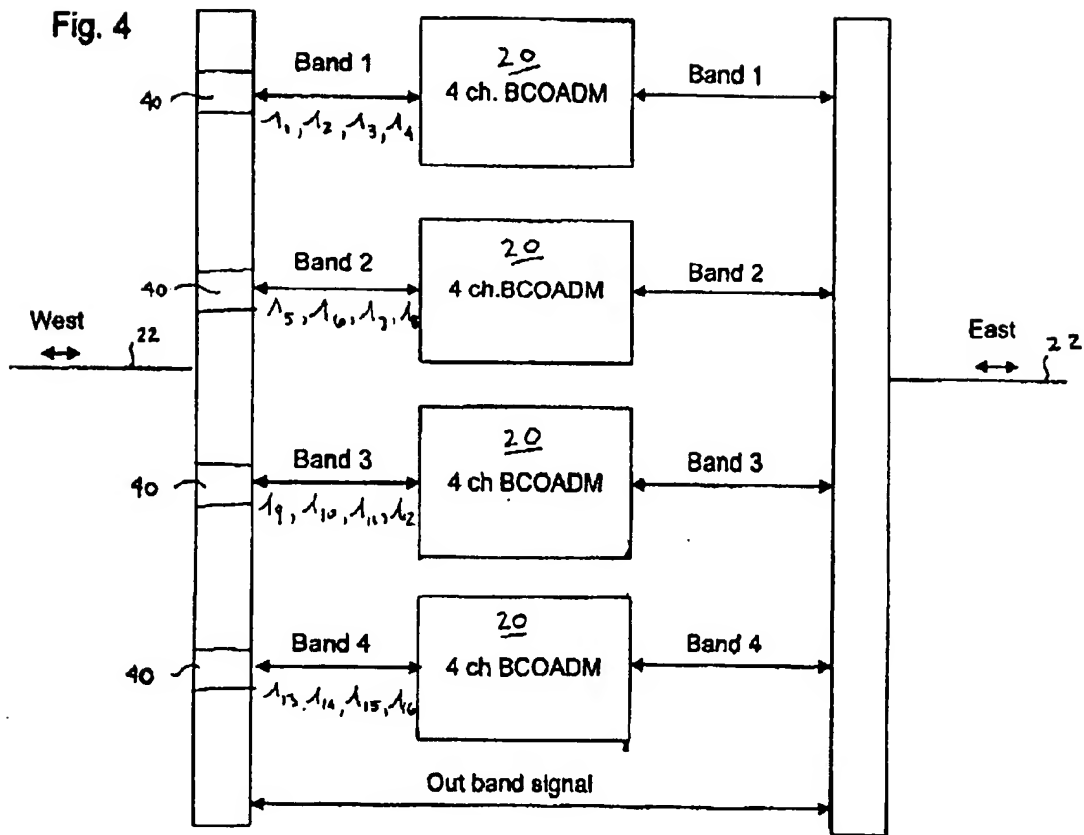 Fig. 4
40
Band 1
λ1, λ2, λ3, λ4
20
4 ch. BCOADM
Band 1
40
Band 2
λ5, λ6, λ7, λ8
20
4 ch.BCOADM
Band 2
West
22
East
22
40
Band 3
λ9, λ10, λ11, λ12
20
4 ch BCOADM
Band 3
40
Band 4
λ13, λ14, λ15, λ16
20
4 ch BCOADM
Band 4
Out band signal